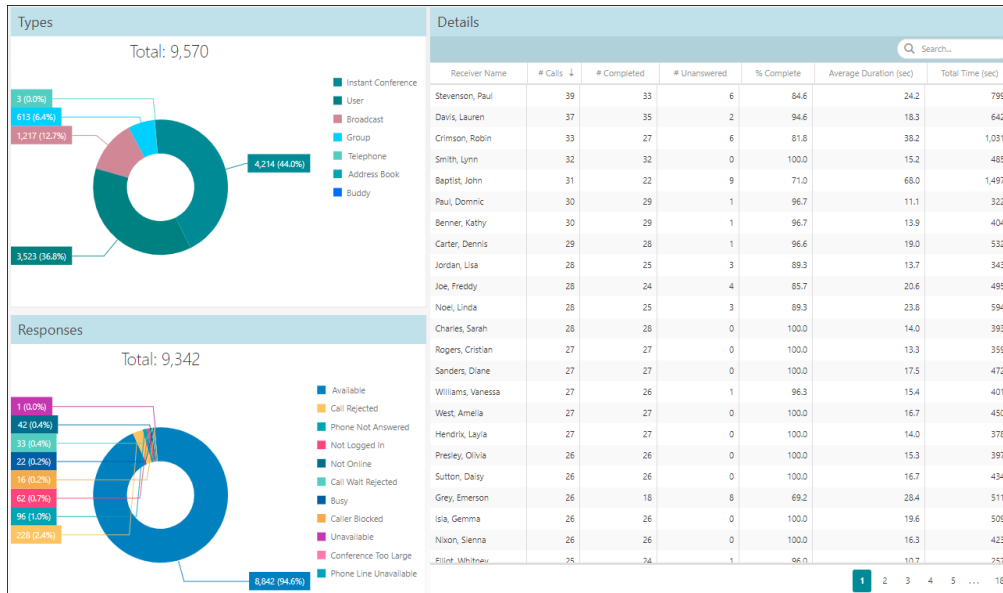 Types
Total: 9,570
3 (0.0%)
613 (6.4%)
1,217 (12.7%)
4,214 (44.0%)
3,523 (36.8%)
Instant Conference
User
Broadcast
Group
Telephone
Address Book
Buddy
Responses
Total: 9,342
1 (0.0%)
42 (0.4%)
33 (0.4%)
22 (0.2%)
16 (0.2%)
62 (0.7%)
96 (1.0%)
228 (2.4%)
8,842 (94.6%)
Available
Call Rejected
Phone Not Answered
Not Logged In
Not Online
Call Wait Rejected
Busy
Caller Blocked
Unavailable
Conference Too Large
Phone Line Unavailable
Details
Search...
Receiver Name # Calls ↓ # Completed # Unanswered % Complete Average Duration (sec) Total Time (sec)
Stevenson, Paul 39 33 6 84.6 24.2 799
Davis, Lauren 37 35 2 94.6 18.3 642
Crimson, Robin 33 27 6 81.8 38.2 1,031
Smith, Lynn 32 32 0 100.0 15.2 485
Baptist, John 31 22 9 71.0 68.0 1,497
Paul, Domnic 30 29 1 96.7 11.1 322
Benner, Kathy 30 29 1 96.7 13.9 404
Carter, Dennis 29 28 1 96.6 19.0 532
Jordan, Lisa 28 25 3 89.3 13.7 343
Joe, Freddy 28 24 4 85.7 20.6 495
Noel, Linda 28 25 3 89.3 23.8 594
Charles, Sarah 28 28 0 100.0 14.0 393
Rogers, Cristian 27 27 0 100.0 13.3 359
Sanders, Diane 27 27 0 100.0 17.5 472
Williams, Vanessa 27 26 1 96.3 15.4 401
West, Amelia 27 27 0 100.0 16.7 450
Hendrix, Layla 27 27 0 100.0 14.0 378
Presley, Olivia 26 26 0 100.0 15.3 397
Sutton, Daisy 26 26 0 100.0 16.7 434
Grey, Emerson 26 18 8 69.2 28.4 511
Isla, Gemma 26 26 0 100.0 19.6 509
Nixon, Sienna 26 26 0 100.0 16.3 423
Elliot, Whitney 25 24 1 96.0 10.7 257
1 2 3 4 5 ... 18